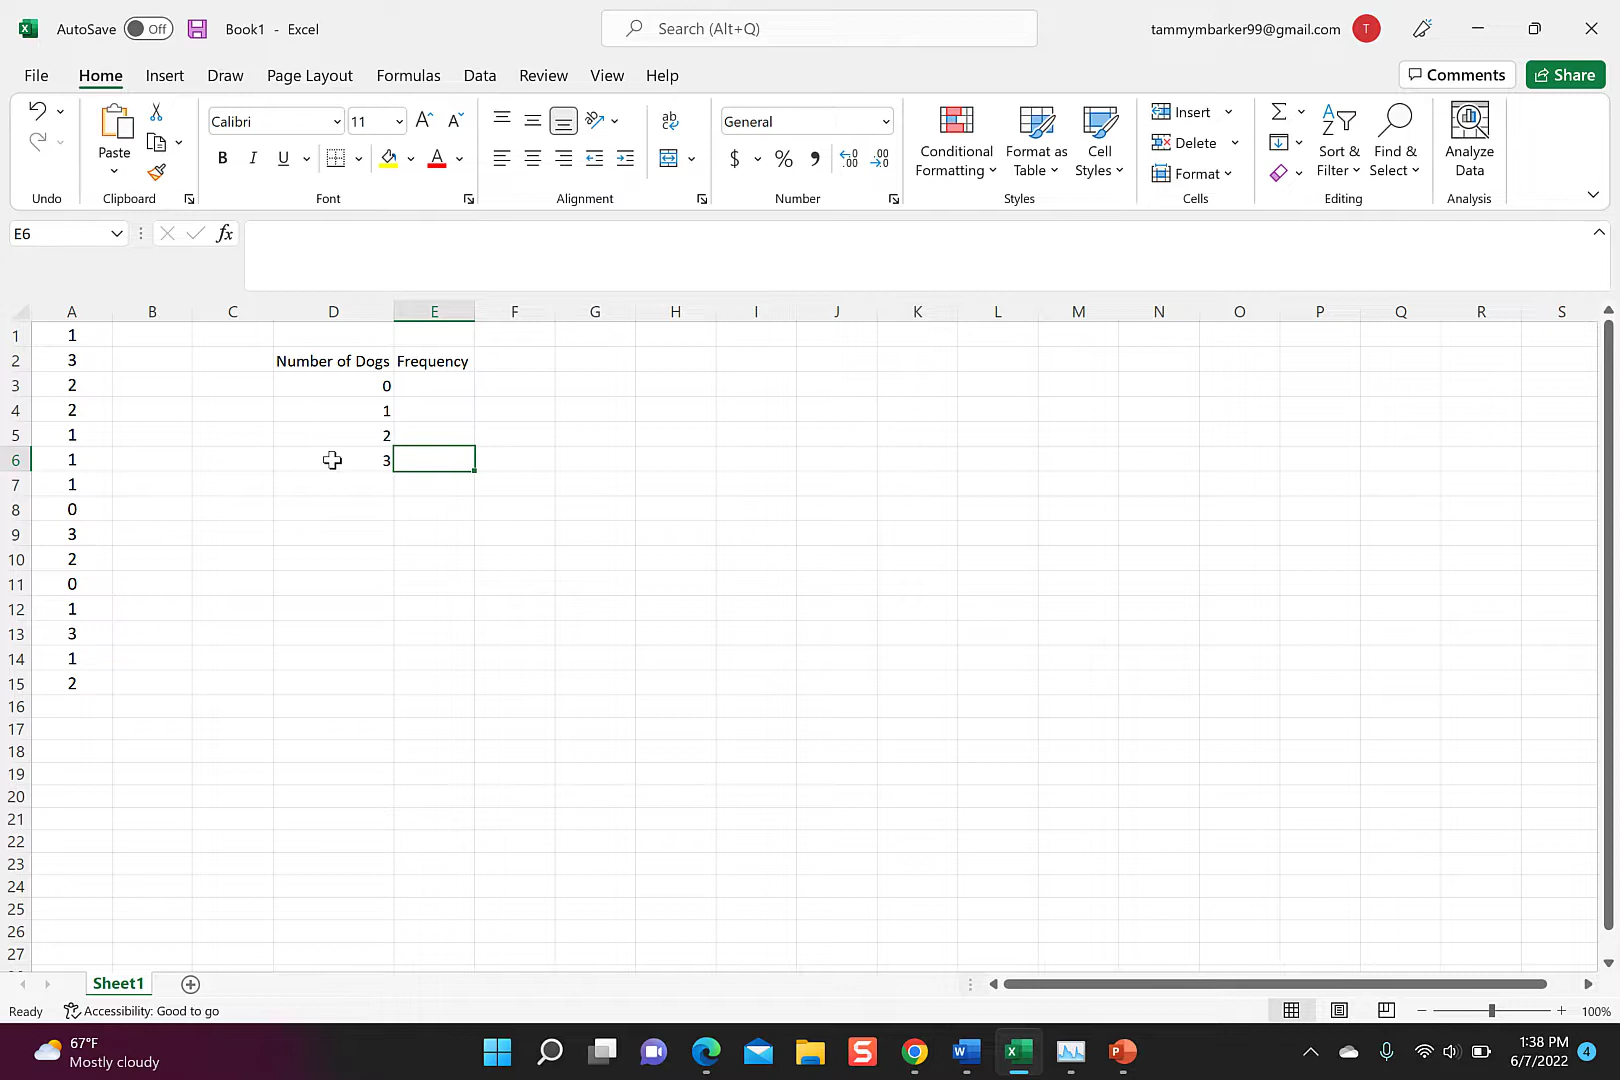 AutoSave Off Book1 - Excel Search (Alt+Q) tammymbarker99@gmail.com T
File Home Insert Draw Page Layout Formulas Data Review View Help Comments Share
Calibri 11 General
Paste B I U A $ % Conditional Formatting Format as Table Cell Styles Insert Delete Format Sort & Filter Find & Select Analyze Data
Undo Clipboard Font Alignment Number Styles Cells Editing Analysis
E6 fx
A B C D E F G H I J K L M N O P Q R S
1 1
2 3 Number of Dogs Frequency
3 2 0
4 2 1
5 1 2
6 1 3
7 1
8 0
9 3
10 2
11 0
12 1
13 3
14 1
15 2
16
17
18
19
20
21
22
23
24
25
26
27
Sheet1
Ready Accessibility: Good to go 100%
67°F 1:38 PM
Mostly cloudy 6/7/2022 4